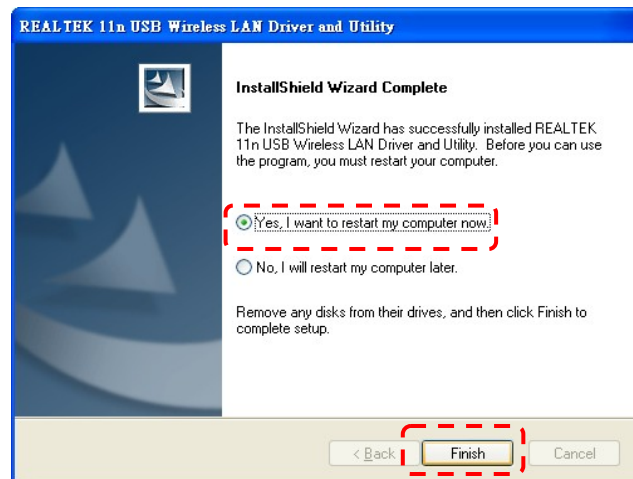 REALTEK 11n USB Wireless LAN Driver and Utility
InstallShield Wizard Complete
The InstallShield Wizard has successfully installed REALTEK
11n USB Wireless LAN Driver and Utility.  Before you can use
the program, you must restart your computer.
Yes, I want to restart my computer now.
No, I will restart my computer later.
Remove any disks from their drives, and then click Finish to
complete setup.
< Back Finish Cancel